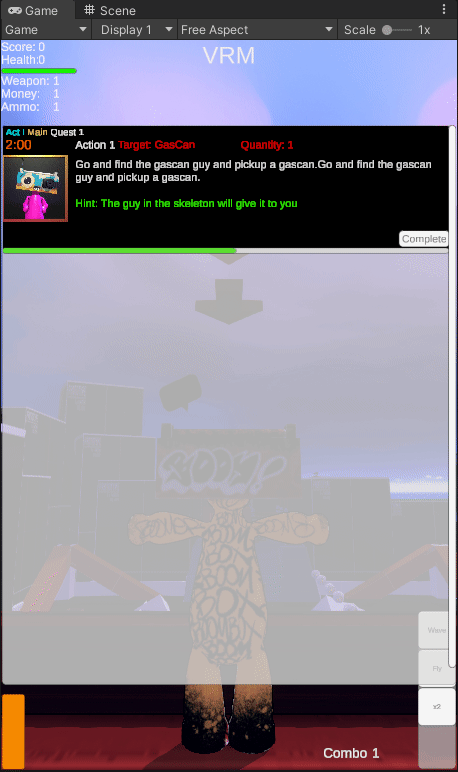 Game
Scene
Game
Display 1
Free Aspect
Scale
1x
Score: 0
VRM
Health:0
Weapon: 1
Money: 1
Ammo: 1
Act I Main Quest 1
2:00
Action 1 Target: GasCan Quantity: 1
Go and find the gascan guy and pickup a gascan.Go and find the gascan
guy and pickup a gascan.
Hint: The guy in the skeleton will give it to you
Complete
Wave
Fly
x2
Combo 1